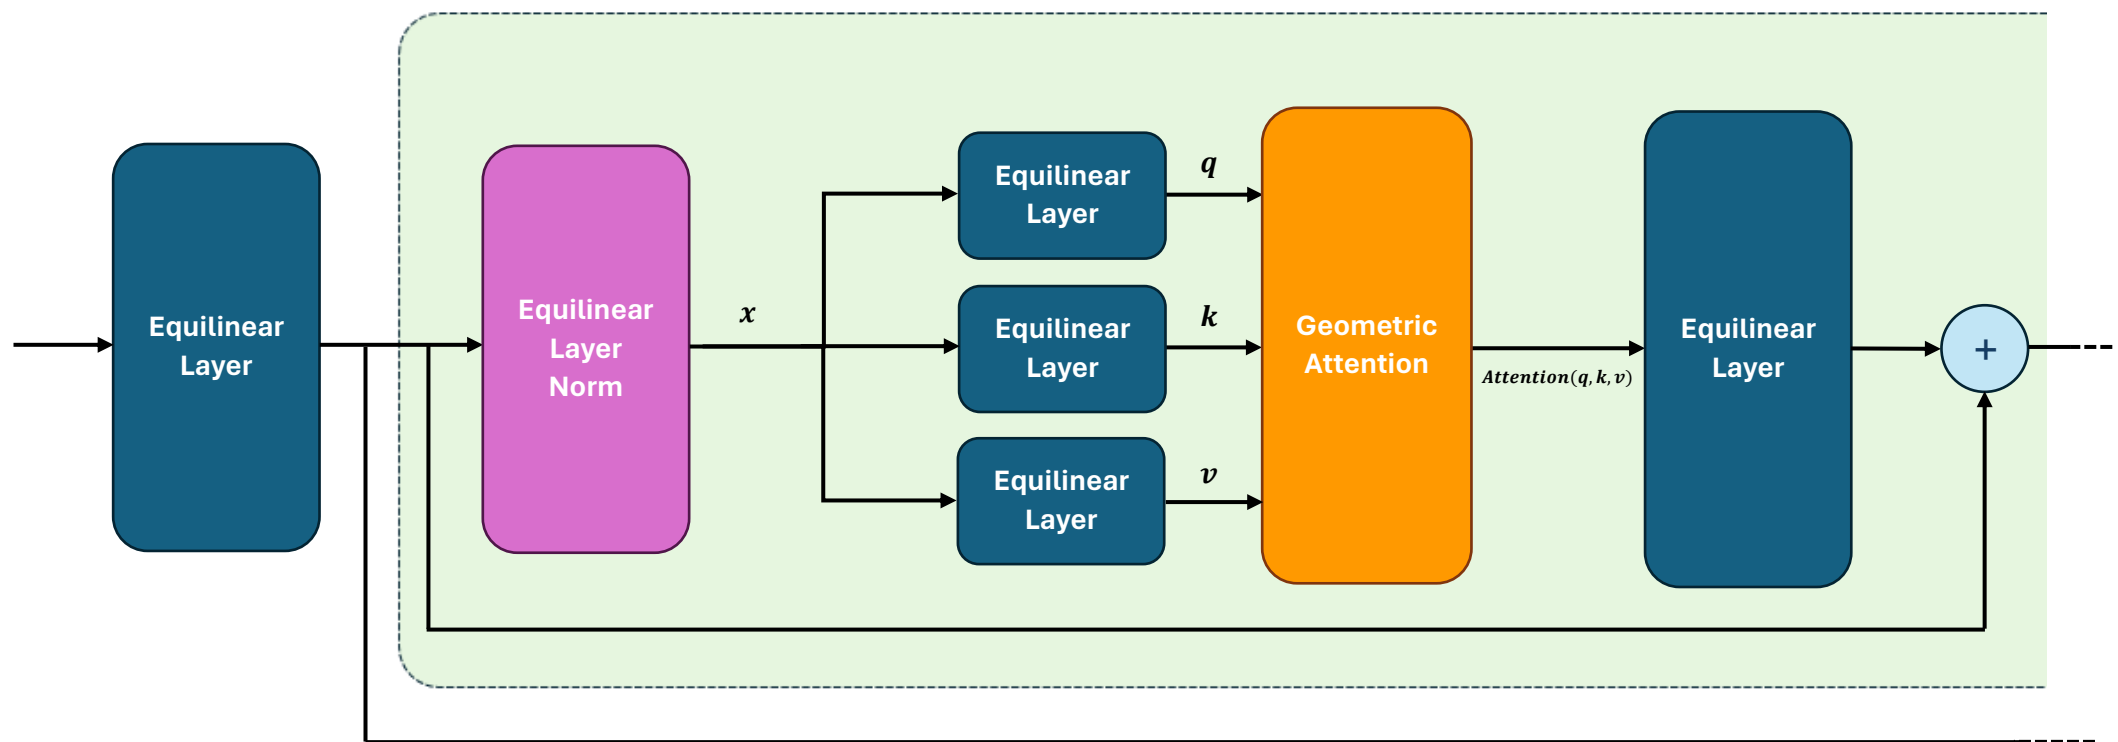 Equilinear
Layer
Equilinear
Layer
Norm
x
Equilinear
Layer
q
Equilinear
Layer
k
Equilinear
Layer
v
Geometric
Attention
Attention(q, k, v)
Equilinear
Layer
+